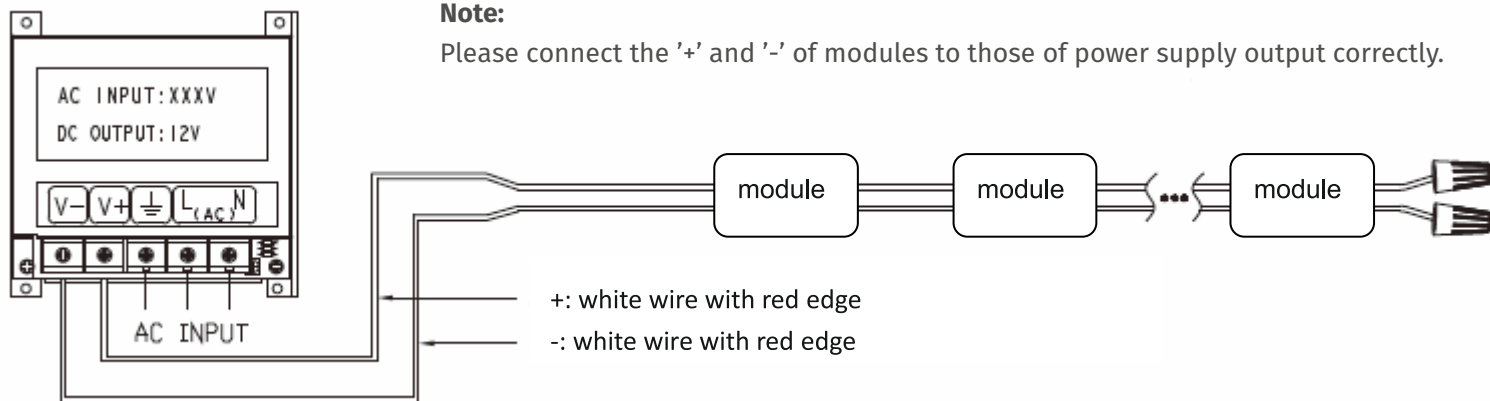 Note:
Please connect the ’+’ and ’-’ of modules to those of power supply output correctly.
AC INPUT:XXXV
DC OUTPUT:12V
V- V+ L (AC) N
AC INPUT
module module module
+: white wire with red edge
-: white wire with red edge